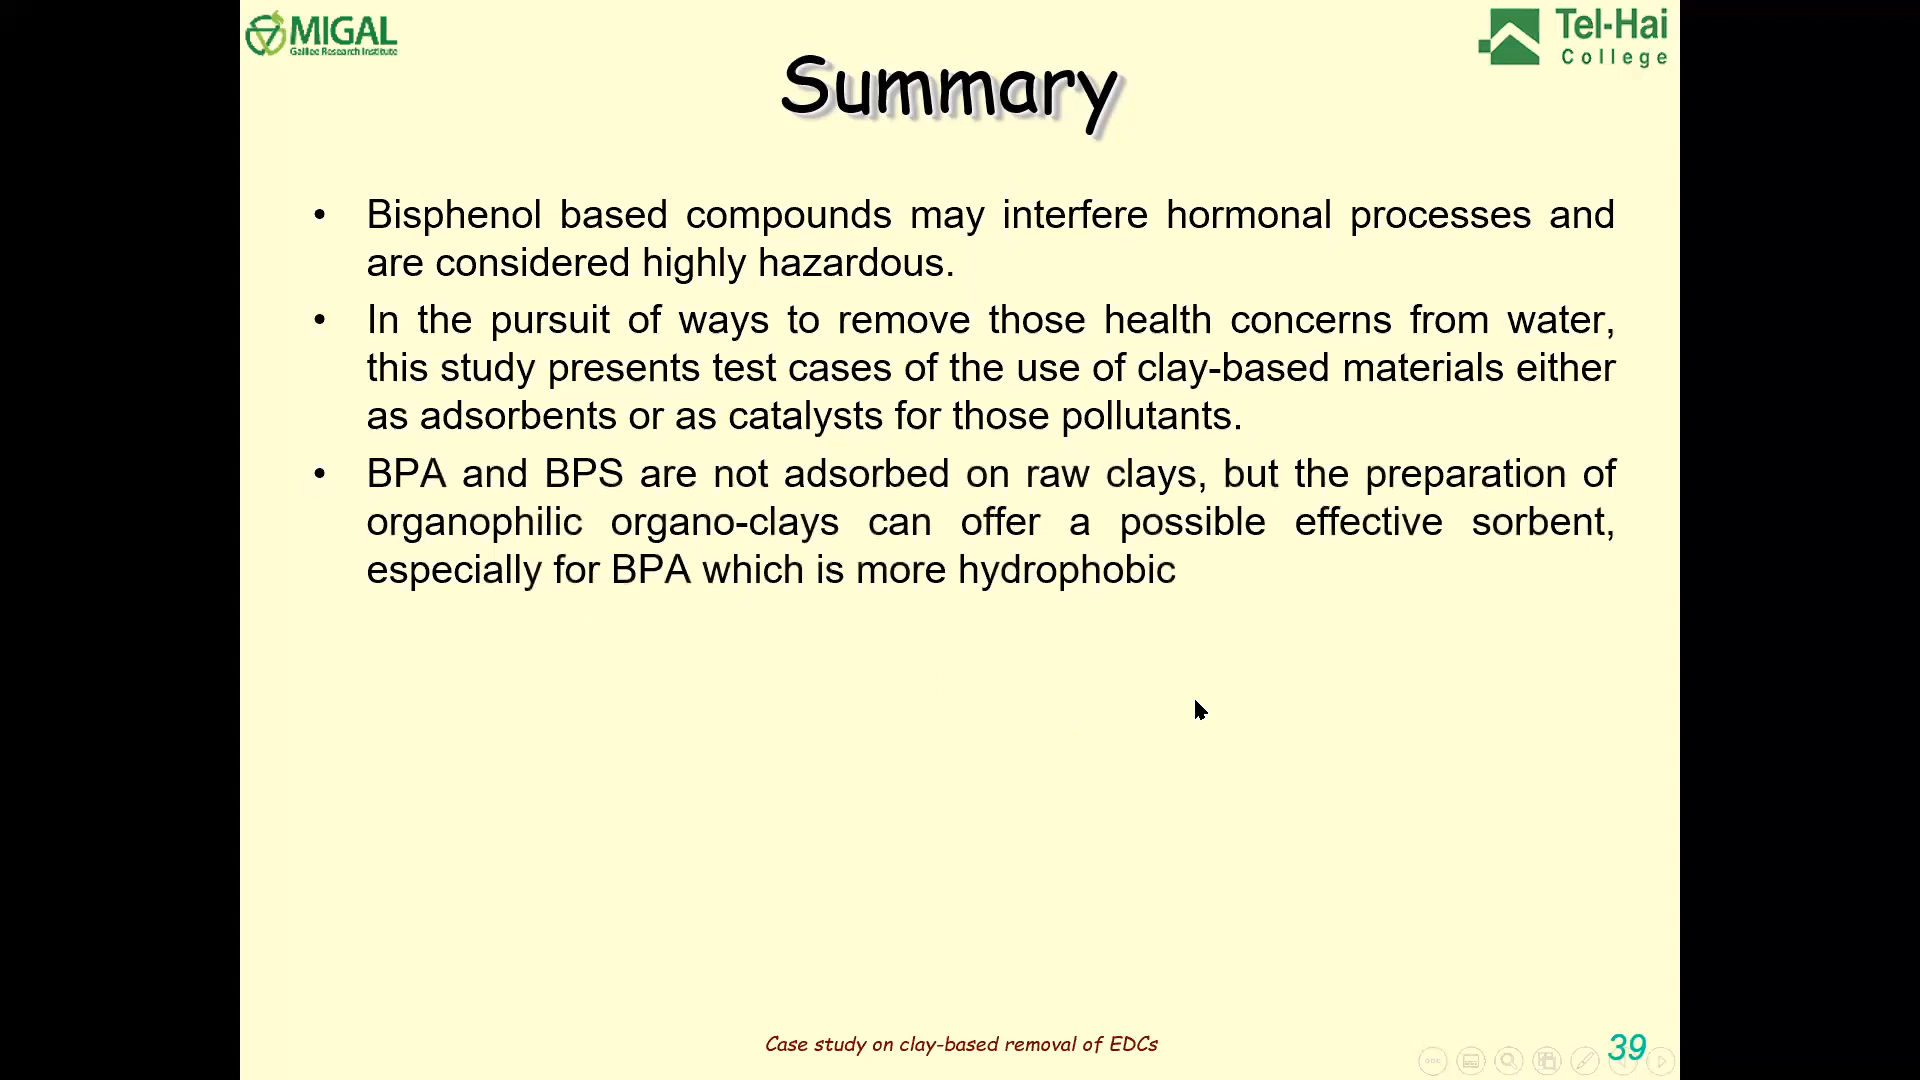 MIGAL
Galilee Research Institute
Tel-Hai
College
Summary
• Bisphenol based compounds may interfere hormonal processes and
are considered highly hazardous.
• In the pursuit of ways to remove those health concerns from water,
this study presents test cases of the use of clay-based materials either
as adsorbents or as catalysts for those pollutants.
• BPA and BPS are not adsorbed on raw clays, but the preparation of
organophilic organo-clays can offer a possible effective sorbent,
especially for BPA which is more hydrophobic
Case study on clay-based removal of EDCs
39